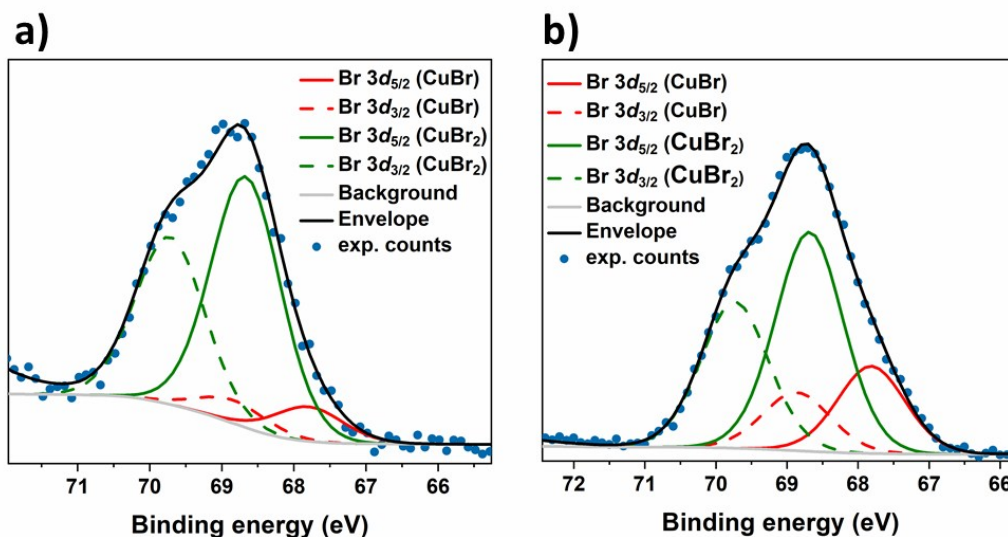 a)
Br 3d5/2 (CuBr)
Br 3d3/2 (CuBr)
Br 3d5/2 (CuBr2)
Br 3d3/2 (CuBr2)
Background
Envelope
exp. counts
71 70 69 68 67 66
Binding energy (eV)
b)
Br 3d5/2 (CuBr)
Br 3d3/2 (CuBr)
Br 3d5/2 (CuBr2)
Br 3d3/2 (CuBr2)
Background
Envelope
exp. counts
72 71 70 69 68 67 66
Binding energy (eV)